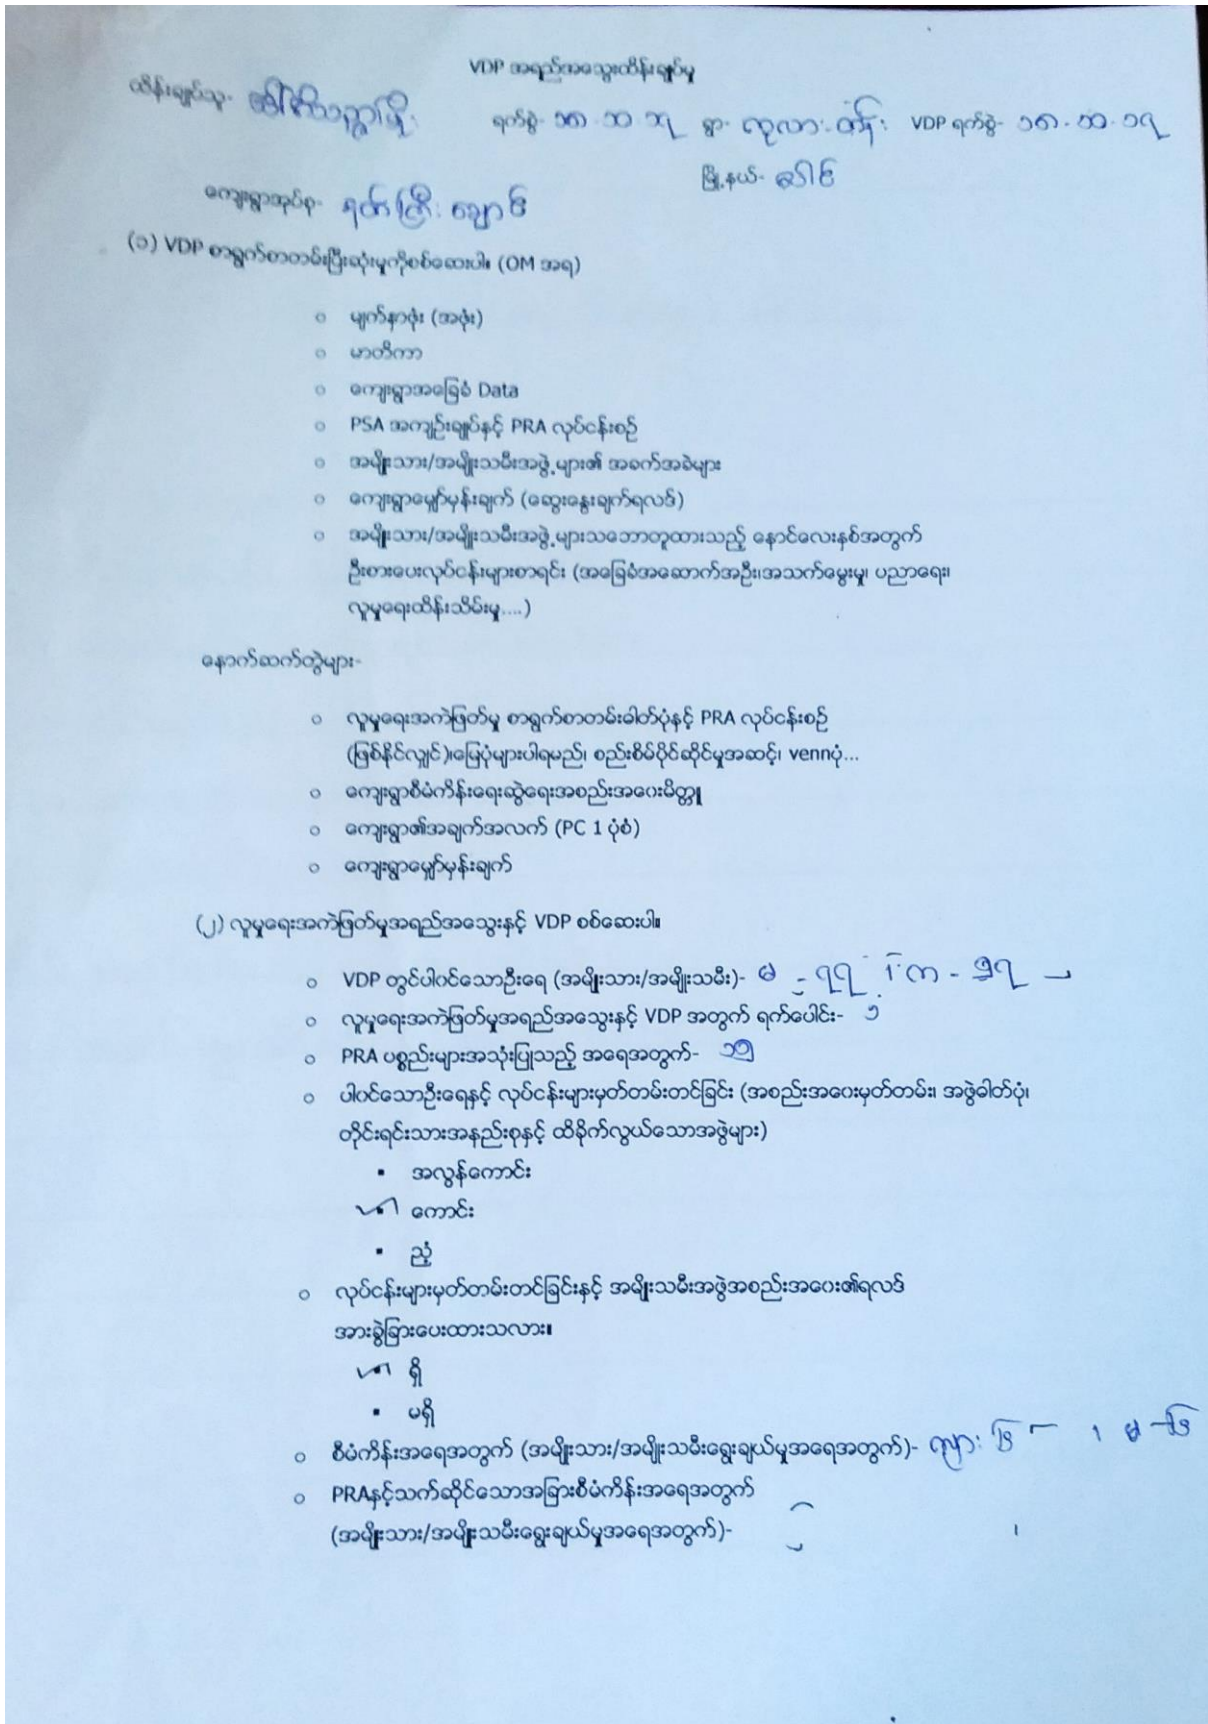 VDP အရည်အသွေးထိန်းချုပ်မှု
ထိန်းချုပ်သူ- ရက်စွဲ- ရွာ- ကုလားတန်း VDP ရက်စွဲ-
မြို့နယ်-
ကျေးရွာအုပ်စု- ရတ်ကြီးချောင်
(၁) VDP စာရွက်စာတမ်းပြီးဆုံးမှုကိုစစ်ဆေးပါ။ (OM အရ)
○ မျက်နှာဖုံး (အဖုံး)
○ မာတိကာ
○ ကျေးရွာအခြေခံ Data
○ PSA အကျဉ်းချုပ်နှင့် PRA လုပ်ငန်းစဉ်
○ အမျိုးသား/အမျိုးသမီးအဖွဲ့များ၏ အခက်အခဲများ
○ ကျေးရွာမျှော်မှန်းချက် (ဆွေးနွေးချက်ရလဒ်)
○ အမျိုးသား/အမျိုးသမီးအဖွဲ့များသဘောတူထားသည့် နောင်လေးနှစ်အတွက်
ဦးစားပေးလုပ်ငန်းများစာရင်း (အခြေခံအဆောက်အဦး၊အသက်မွေးမှု၊ ပညာရေး၊
လူမှုရေးထိန်းသိမ်းမှု....)
နောက်ဆက်တွဲများ-
○ လူမှုရေးအကဲဖြတ်မှု စာရွက်စာတမ်းဓါတ်ပုံနှင့် PRA လုပ်ငန်းစဉ်
(ဖြစ်နိုင်လျှင်)၊မြေပုံများပါရမည်၊ စည်းစိမ်ပိုင်ဆိုင်မှုအဆင့်၊ vennပုံ...
○ ကျေးရွာစီမံကိန်းရေးဆွဲရေးအစည်းအဝေးမိတ္တူ
○ ကျေးရွာ၏အချက်အလက် (PC 1 ပုံစံ)
○ ကျေးရွာမျှော်မှန်းချက်
(၂) လူမှုရေးအကဲဖြတ်မှုအရည်အသွေးနှင့် VDP စစ်ဆေးပါ။
○ VDP တွင်ပါဝင်သောဦးရေ (အမျိုးသား/အမျိုးသမီး)- မ - ၇၇
○ လူမှုရေးအကဲဖြတ်မှုအရည်အသွေးနှင့် VDP အတွက် ရက်ပေါင်း-
○ PRA ပစ္စည်းများအသုံးပြုသည့် အရေအတွက်- ၁၅
○ ပါဝင်သောဦးရေနှင့် လုပ်ငန်းများမှတ်တမ်းတင်ခြင်း (အစည်းအဝေးမှတ်တမ်း၊ အဖွဲဓါတ်ပုံ၊
တိုင်းရင်းသားအနည်းစုနှင့် ထိခိုက်လွယ်သောအဖွဲများ)
▪ အလွန်ကောင်း
✓ ကောင်း
▪ ညံ့
○ လုပ်ငန်းများမှတ်တမ်းတင်ခြင်းနှင့် အမျိုးသမီးအဖွဲအစည်းအဝေး၏ရလဒ်
အားခွဲခြားပေးထားသလား။
✓ ရှိ
▪ မရှိ
○ စီမံကိန်းအရေအတွက် (အမျိုးသား/အမျိုးသမီးရွေးချယ်မှုအရေအတွက်)- ကျား
○ PRAနှင့်သက်ဆိုင်သောအခြားစီမံကိန်းအရေအတွက်
(အမျိုးသား/အမျိုးသမီးရွေးချယ်မှုအရေအတွက်)-